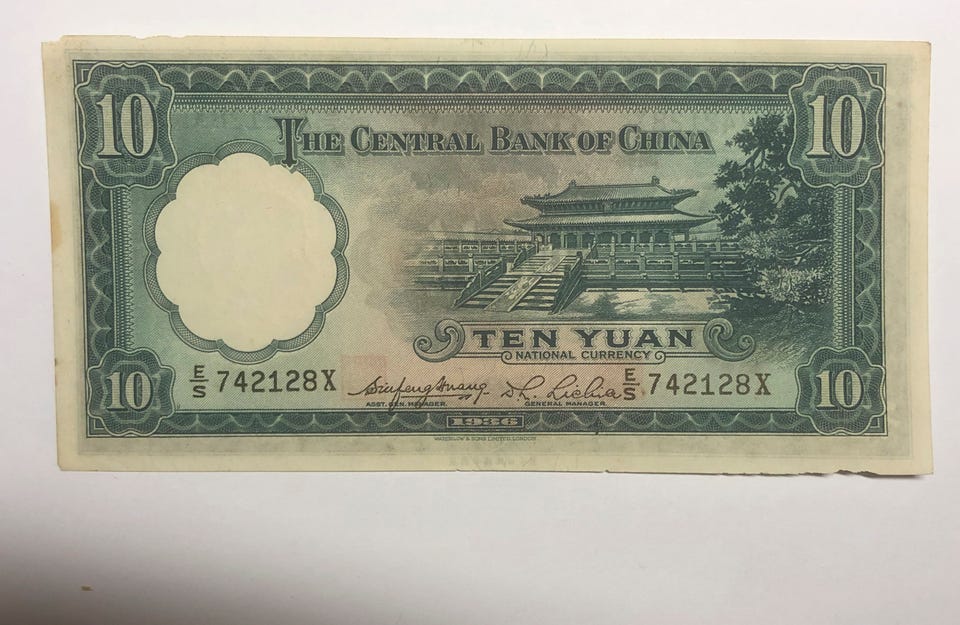 10 10
THE CENTRAL BANK OF CHINA
TEN YUAN
NATIONAL CURRENCY
10 E/S 742128X E/S 742128X 10
ASST. GEN. MANAGER. GENERAL MANAGER.
1936
WATERLOW & SONS LIMITED, LONDON